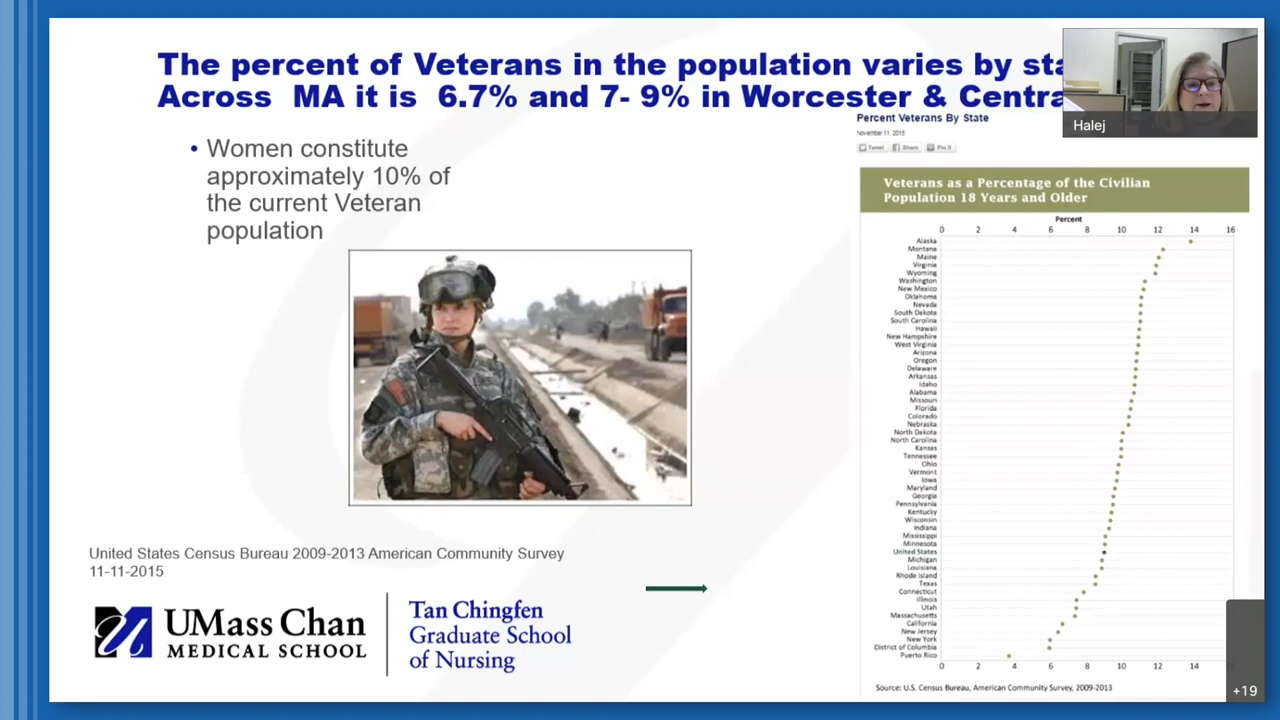 The percent of Veterans in the population varies by sta
Across MA it is 6.7% and 7- 9% in Worcester & Centra
Halej
• Women constitute
approximately 10% of
the current Veteran
population
Percent Veterans By State
November 11, 2015
Tweet Share Pin It
Veterans as a Percentage of the Civilian
Population 18 Years and Older
Percent
0 2 4 6 8 10 12 14 16
Alaska
Montana
Maine
Virginia
Wyoming
Washington
New Mexico
Oklahoma
Nevada
South Dakota
South Carolina
Hawaii
New Hampshire
West Virginia
Arizona
Oregon
Delaware
Arkansas
Idaho
Alabama
Missouri
Florida
Colorado
Nebraska
North Dakota
North Carolina
Kansas
Tennessee
Ohio
Vermont
Iowa
Maryland
Georgia
Pennsylvania
Kentucky
Wisconsin
Indiana
Mississippi
Minnesota
United States
Michigan
Louisiana
Rhode Island
Texas
Connecticut
Illinois
Utah
Massachusetts
California
New Jersey
New York
District of Columbia
Puerto Rico
0 2 4 6 8 10 12 14
Source: U.S. Census Bureau, American Community Survey, 2009-2013
United States Census Bureau 2009-2013 American Community Survey
11-11-2015
UMass Chan
MEDICAL SCHOOL
Tan Chingfen
Graduate School
of Nursing
+19